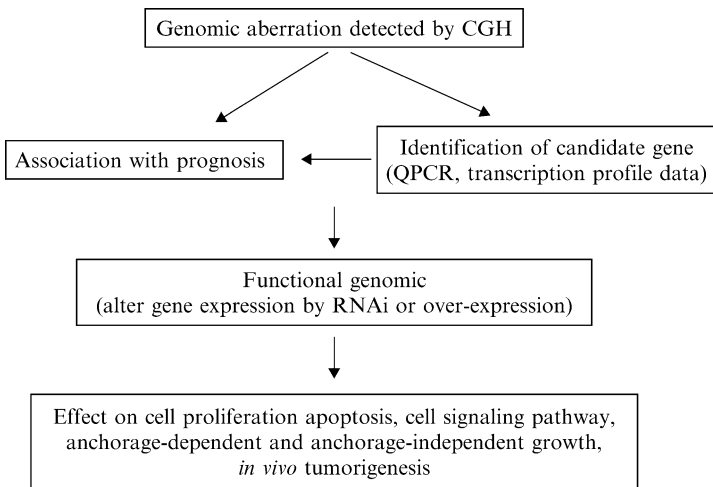 Genomic aberration detected by CGH
Association with prognosis
Identification of candidate gene
(QPCR, transcription profile data)
Functional genomic
(alter gene expression by RNAi or over-expression)
Effect on cell proliferation apoptosis, cell signaling pathway,
anchorage-dependent and anchorage-independent growth,
in vivo tumorigenesis